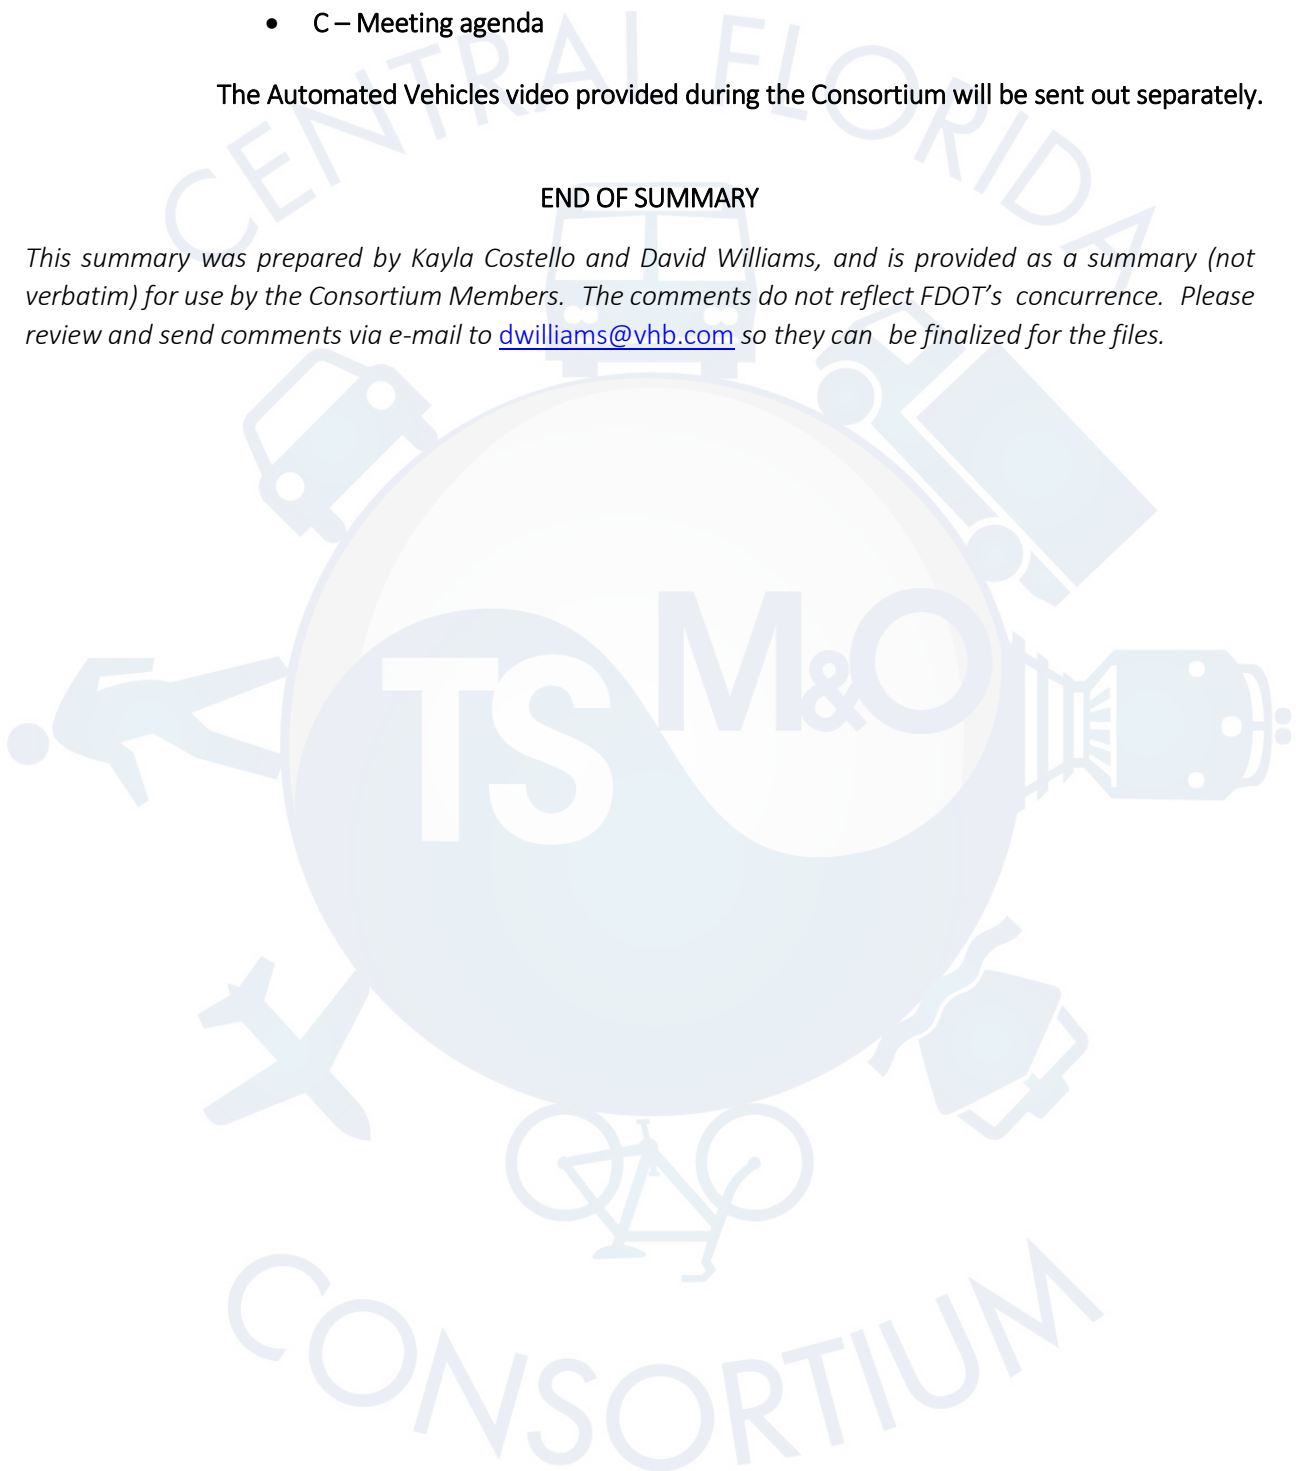 • C – Meeting agenda
The Automated Vehicles video provided during the Consortium will be sent out separately.
CENTRAL FLORIDA
END OF SUMMARY
This summary was prepared by Kayla Costello and David Williams, and is provided as a summary (not
verbatim) for use by the Consortium Members. The comments do not reflect FDOT’s concurrence. Please
review and send comments via e-mail to dwilliams@vhb.com so they can be finalized for the files.
TSM&O
CONSORTIUM